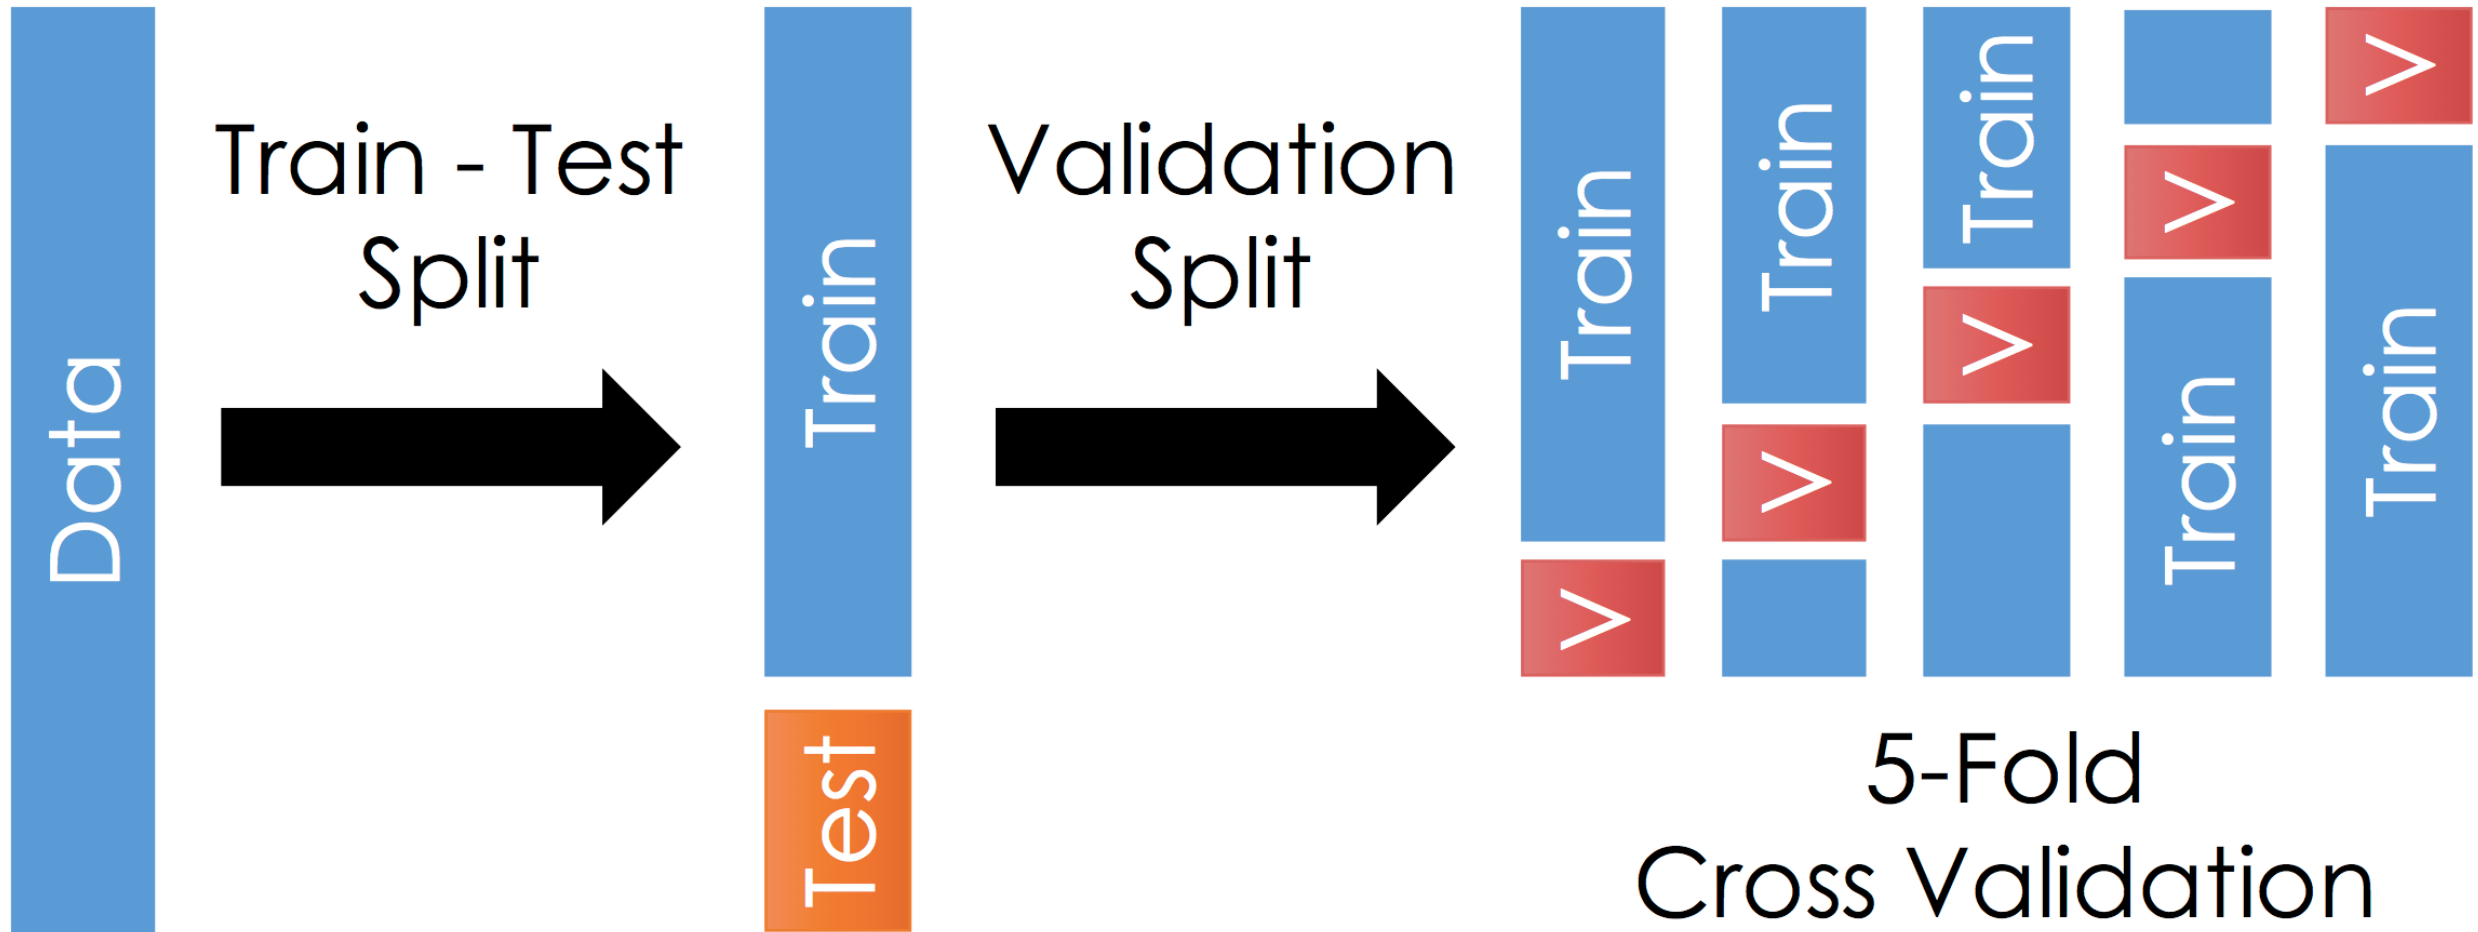 Data
Train - Test
Split
Train
Test
Validation
Split
Train
V
Train
V
Train
V
V
Train
V
Train
5-Fold
Cross Validation